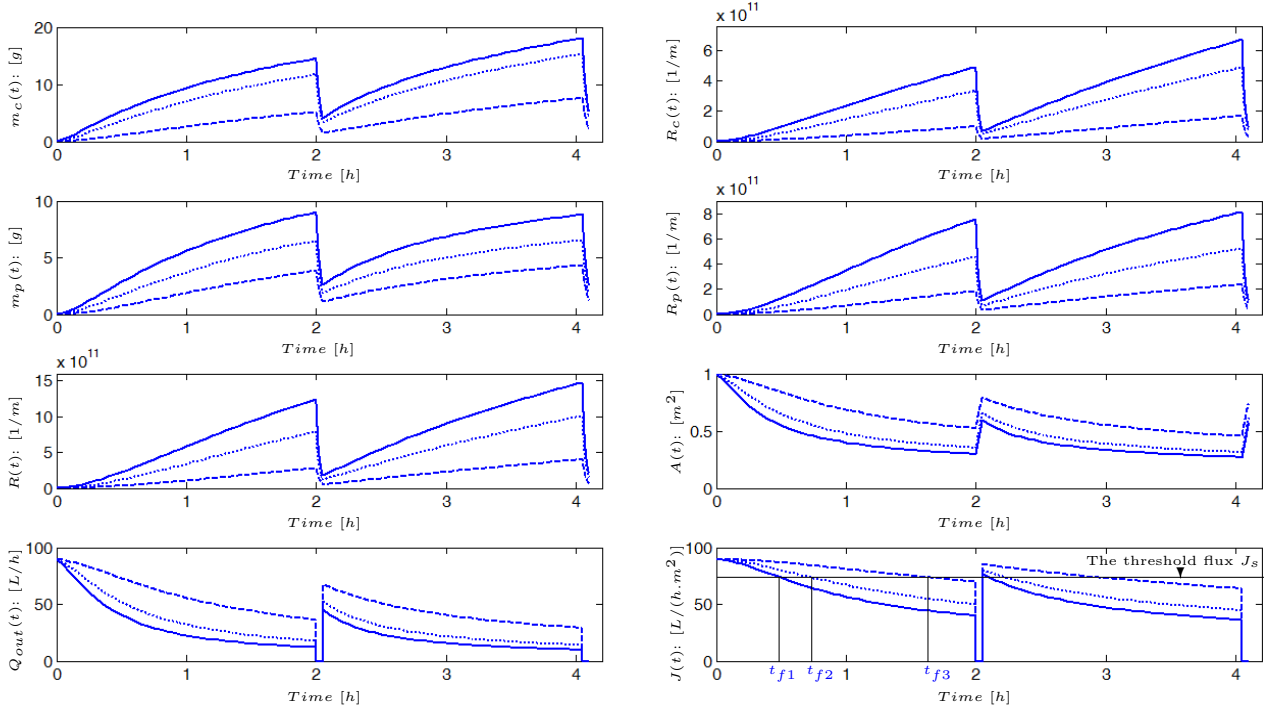 m_c(t): [g]
20
10
0
0 1 2 3 4
Time [h]
x 10^11
R_c(t): [1/m]
6
4
2
0
0 1 2 3 4
Time [h]
m_p(t): [g]
10
5
0
0 1 2 3 4
Time [h]
x 10^11
R_p(t): [1/m]
8
6
4
2
0
0 1 2 3 4
Time [h]
x 10^11
R(t): [1/m]
15
10
5
0
0 1 2 3 4
Time [h]
A(t): [m^2]
1
0.5
0
0 1 2 3 4
Time [h]
Q_out(t): [L/h]
100
50
0
0 1 2 3 4
Time [h]
J(t): [L/(h.m^2)]
100
50
0
The threshold flux J_s
0 1 2 3 4
t_f1 t_f2 t_f3
Time [h]